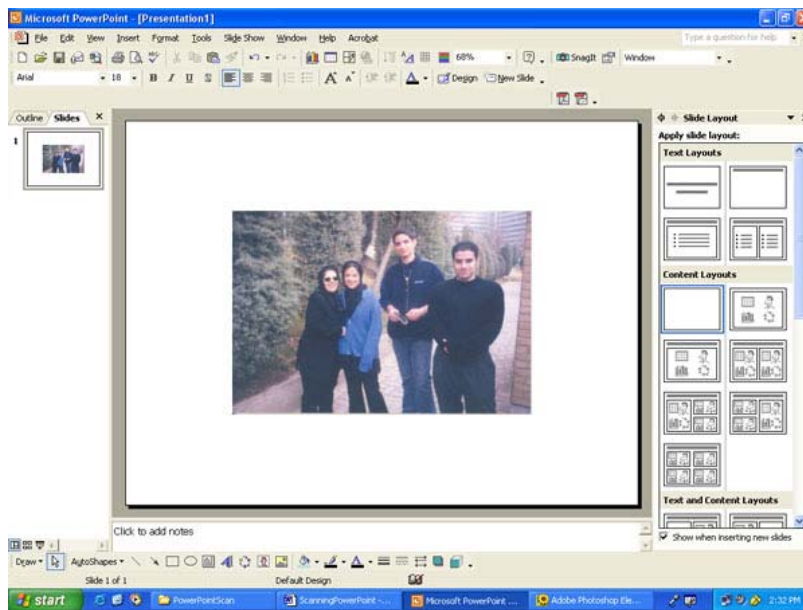 Microsoft PowerPoint - [Presentation1]
File Edit View Insert Format Tools Slide Show Window Help Acrobat
Type a question for help
68% SnagIt Window
Arial 18 B I U S Design New Slide
Outline Slides
Slide Layout
1
Apply slide layout:
Text Layouts
Content Layouts
Text and Content Layouts
Click to add notes
Show when inserting new slides
Draw AutoShapes
Slide 1 of 1 Default Design
start PowerPointScan ScanningPowerPoint -... Microsoft PowerPoint ... Adobe Photoshop Ele... 2:32 PM